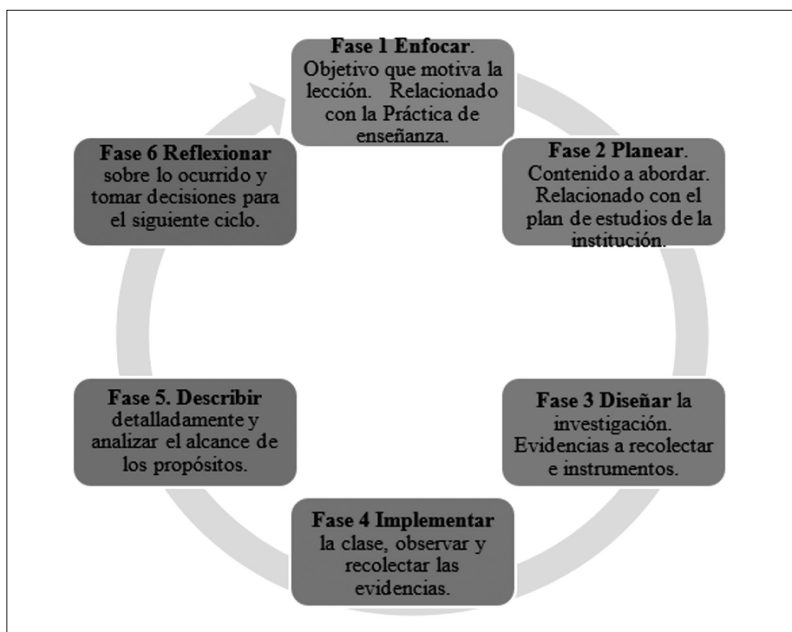 Fase 1 Enfocar.
Objetivo que motiva la
lección. Relacionado
con la Práctica de
enseñanza.
Fase 2 Planear.
Contenido a abordar.
Relacionado con el
plan de estudios de la
institución.
Fase 3 Diseñar la
investigación.
Evidencias a recolectar
e instrumentos.
Fase 4 Implementar
la clase, observar y
recolectar las
evidencias.
Fase 5. Describir
detalladamente y
analizar el alcance de
los propósitos.
Fase 6 Reflexionar
sobre lo ocurrido y
tomar decisiones para
el siguiente ciclo.